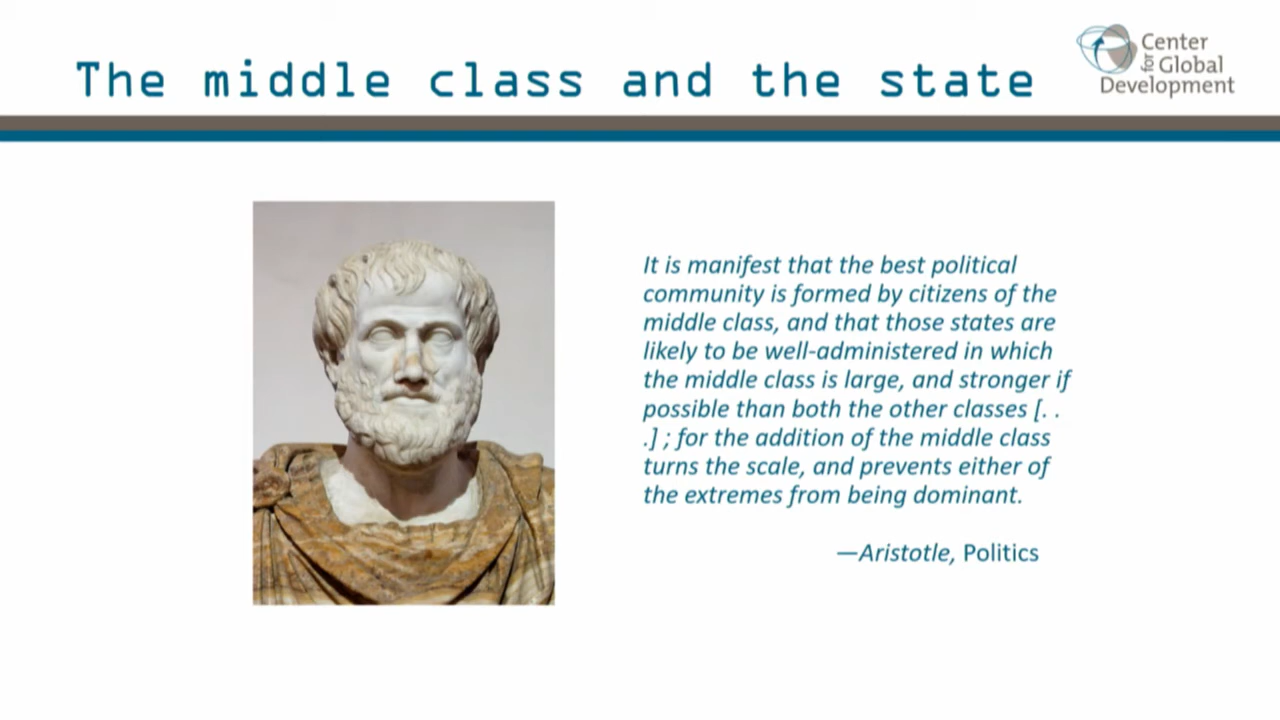 The middle class and the state
Center
for Global
Development
It is manifest that the best political
community is formed by citizens of the
middle class, and that those states are
likely to be well-administered in which
the middle class is large, and stronger if
possible than both the other classes [. .
.] ; for the addition of the middle class
turns the scale, and prevents either of
the extremes from being dominant.
—Aristotle, Politics